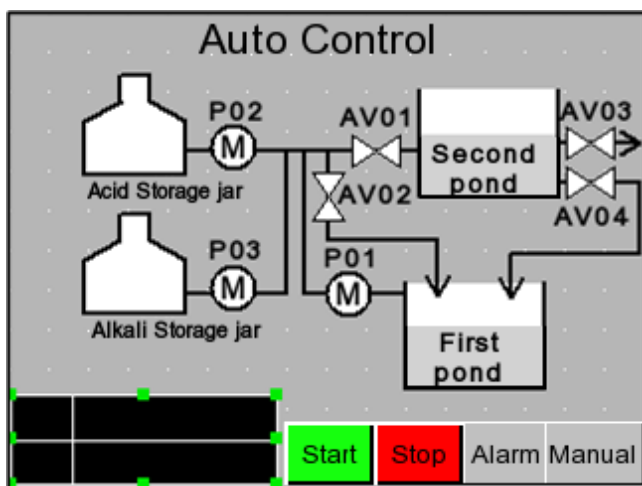 Auto Control
P02
M
Acid Storage jar
AV01
AV03
Second
pond
AV02
AV04
P03
M
Alkali Storage jar
P01
M
First
pond
Start
Stop
Alarm
Manual